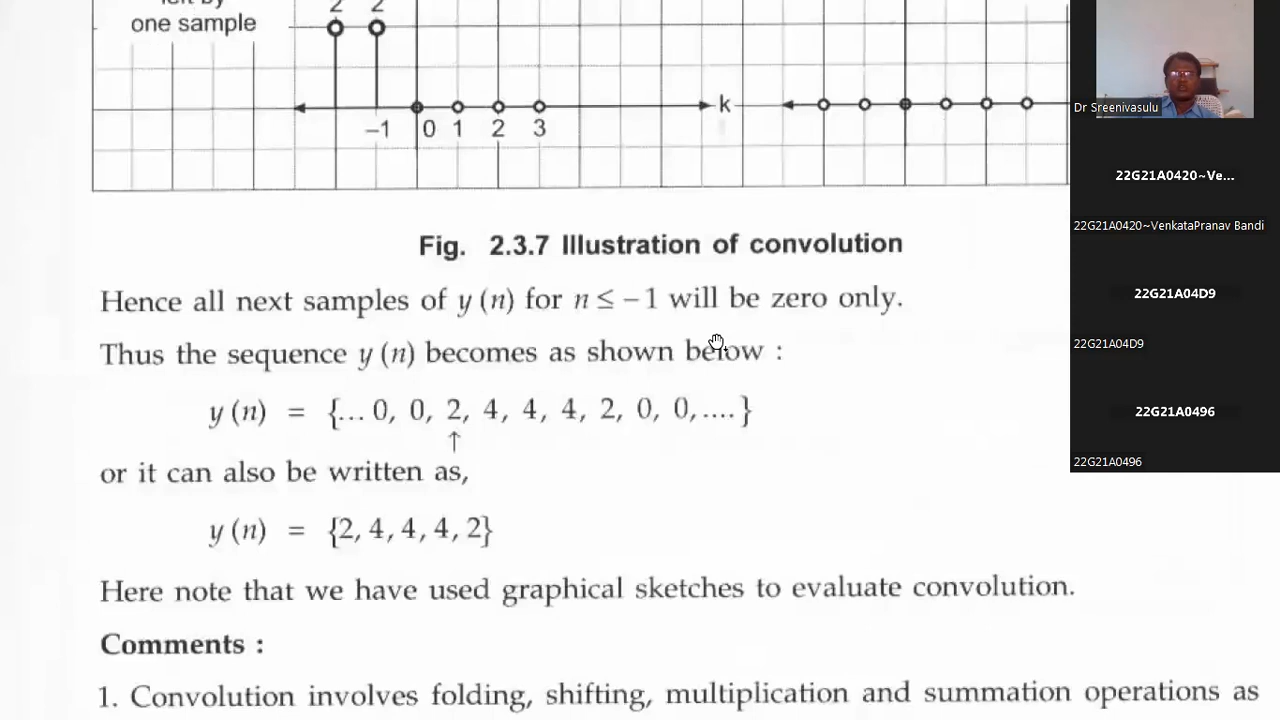 left by
one sample
2 2
k
–1 0 1 2 3
Fig. 2.3.7 Illustration of convolution
Hence all next samples of y (n) for n ≤ – 1 will be zero only.
Thus the sequence y (n) becomes as shown below :
y (n) = {... 0, 0, 2, 4, 4, 4, 2, 0, 0, .... }
↑
or it can also be written as,
y (n) = {2, 4, 4, 4, 2}
Here note that we have used graphical sketches to evaluate convolution.
Comments :
1. Convolution involves folding, shifting, multiplication and summation operations as
Dr Sreenivasulu
22G21A0420~Ve...
22G21A0420~VenkataPranav Bandi
22G21A04D9
22G21A04D9
22G21A0496
22G21A0496